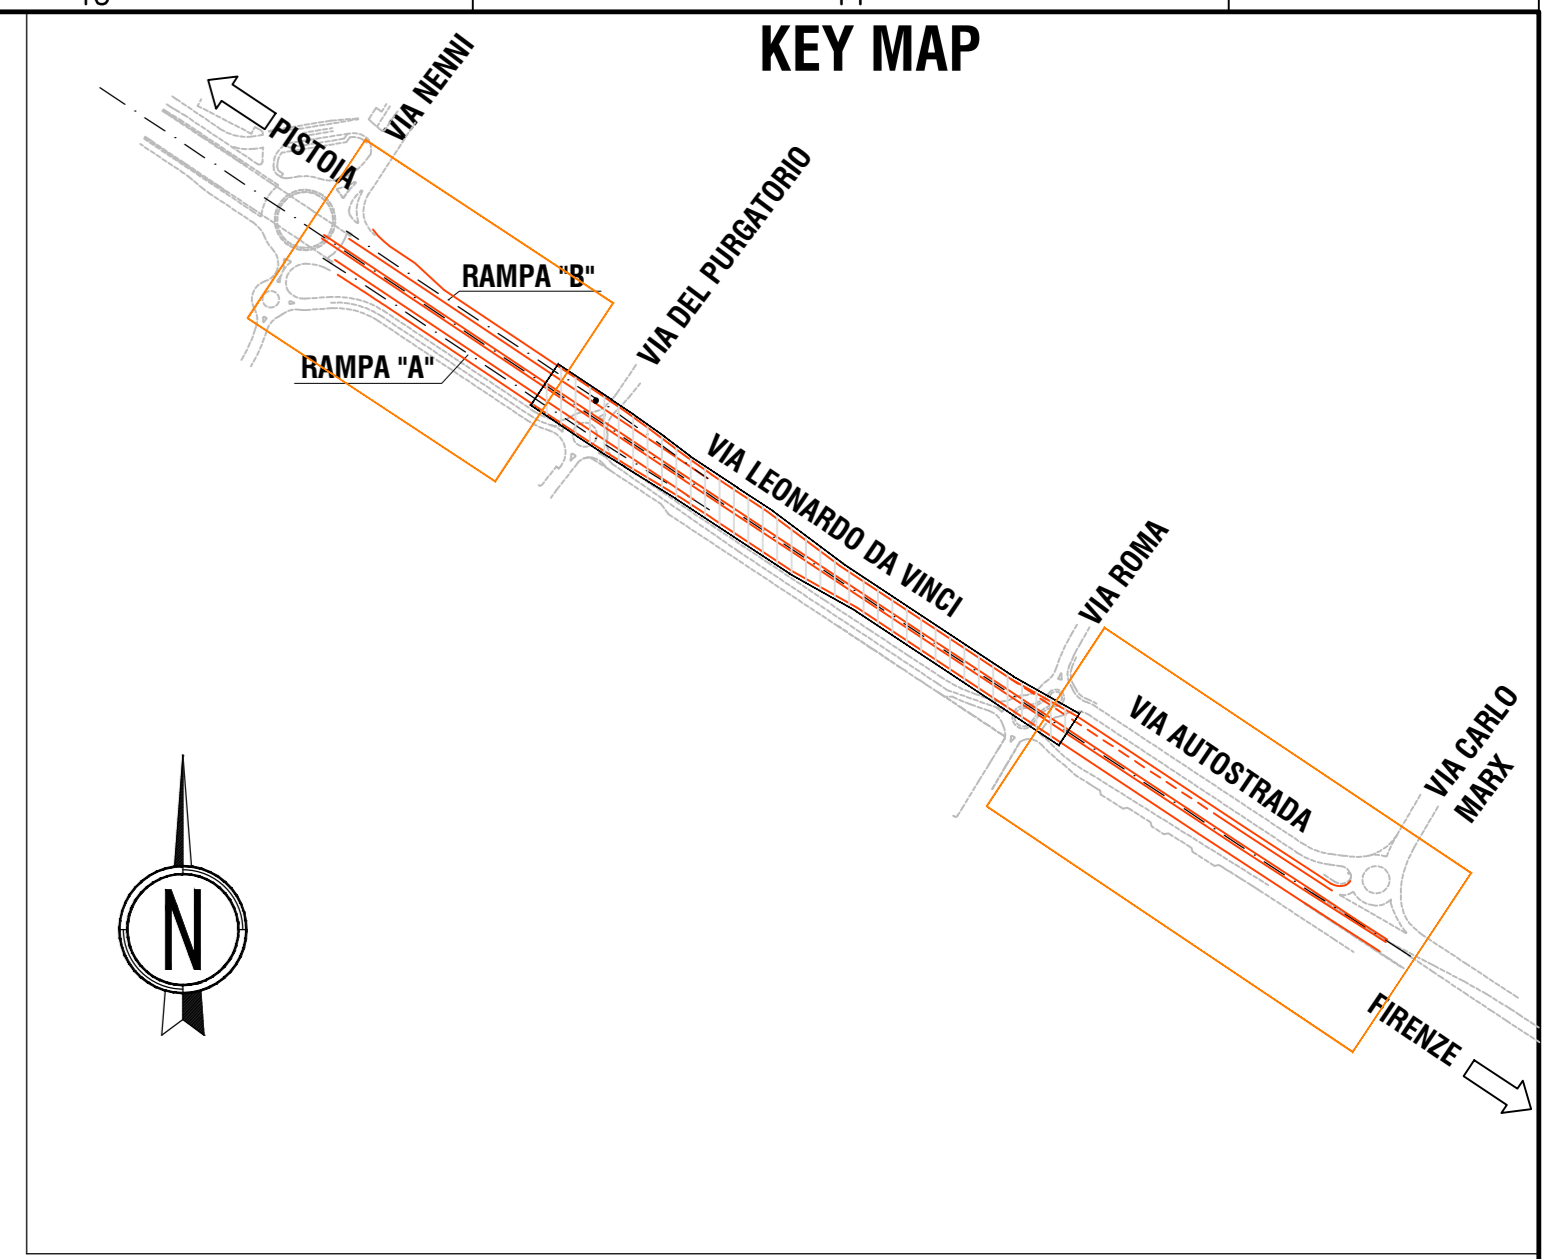 KEY MAP
VIA NENNI
PISTOIA
VIA DEL PURGATORIO
RAMPA "B"
RAMPA "A"
VIA LEONARDO DA VINCI
VIA ROMA
VIA AUTOSTRADA
VIA CARLO
MARX
N
FIRENZE